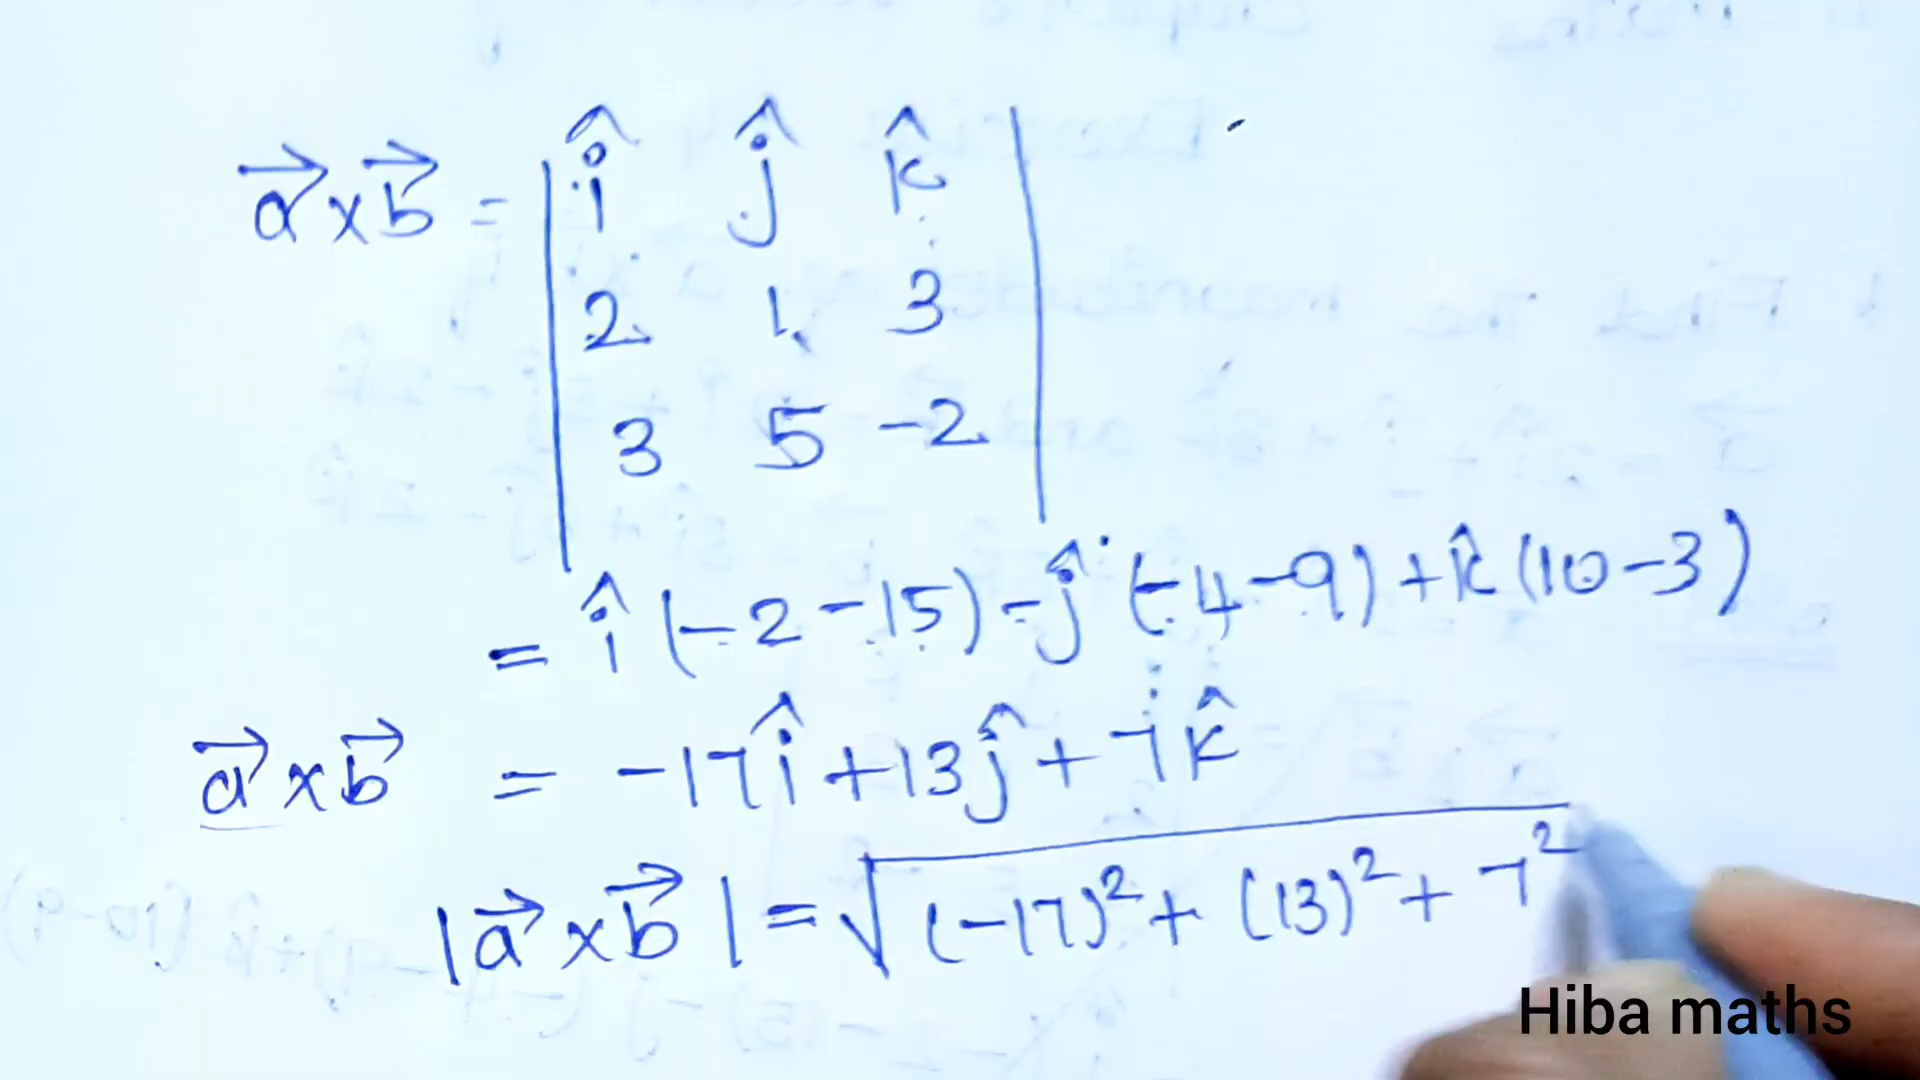 a⃗ × b⃗ = | î ĵ k̂ |
2 1 3
3 5 -2
= î (-2 -15) - ĵ (-4 -9) + k̂ (10 -3)
a⃗ × b⃗ = -17î + 13ĵ + 7k̂
|a⃗ × b⃗| = √(-17)² + (13)² + 7²
Hiba maths